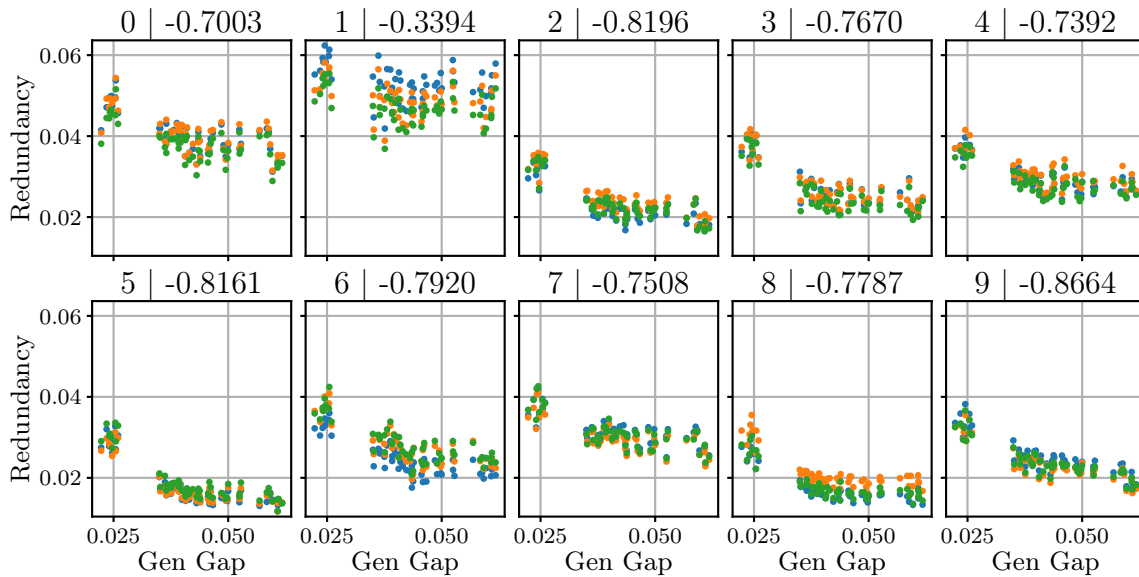 0 | -0.7003
1 | -0.3394
2 | -0.8196
3 | -0.7670
4 | -0.7392
Redundancy
0.06
0.04
0.02
5 | -0.8161
6 | -0.7920
7 | -0.7508
8 | -0.7787
9 | -0.8664
Redundancy
0.06
0.04
0.02
0.025 0.050
0.025 0.050
0.025 0.050
0.025 0.050
0.025 0.050
Gen Gap
Gen Gap
Gen Gap
Gen Gap
Gen Gap